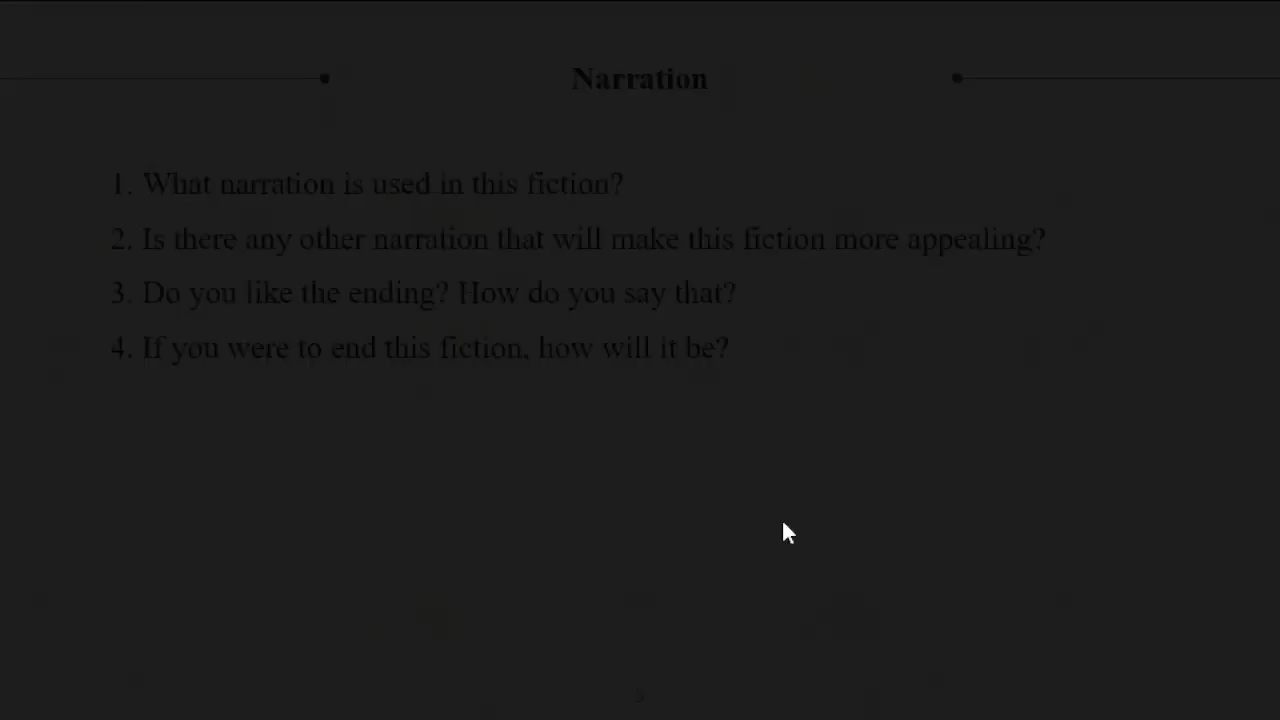 Narration
1. What narration is used in this fiction?
2. Is there any other narration that will make this fiction more appealing?
3. Do you like the ending? How do you say that?
4. If you were to end this fiction, how will it be?